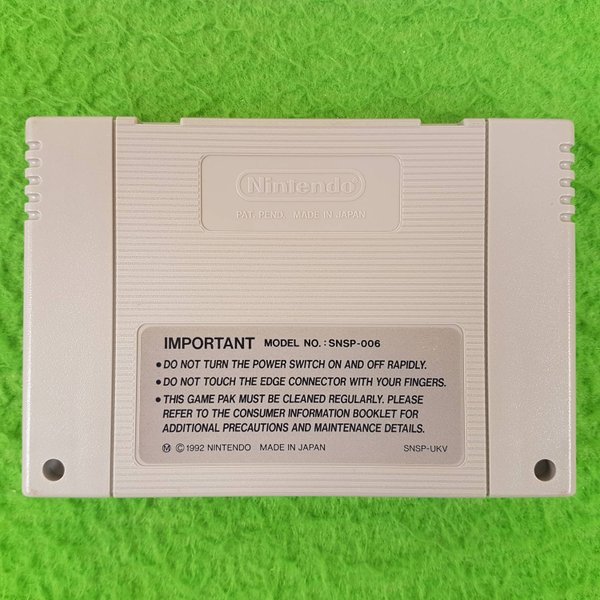 Nintendo®
PAT. PEND. MADE IN JAPAN
IMPORTANT MODEL NO.: SNSP-006
• DO NOT TURN THE POWER SWITCH ON AND OFF RAPIDLY.
• DO NOT TOUCH THE EDGE CONNECTOR WITH YOUR FINGERS.
• THIS GAME PAK MUST BE CLEANED REGULARLY. PLEASE
REFER TO THE CONSUMER INFORMATION BOOKLET FOR
ADDITIONAL PRECAUTIONS AND MAINTENANCE DETAILS.
Ⓜ © 1992 NINTENDO MADE IN JAPAN SNSP-UKV